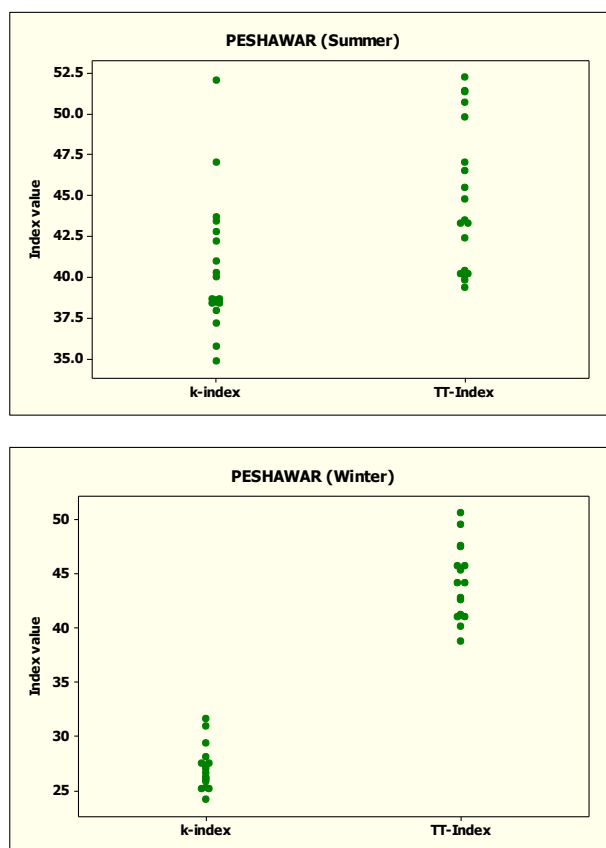 PESHAWAR (Summer)
52.5
50.0
47.5
45.0
42.5
40.0
37.5
35.0
Index value
k-index TT-Index
PESHAWAR (Winter)
50
45
40
35
30
25
Index value
k-index TT-Index